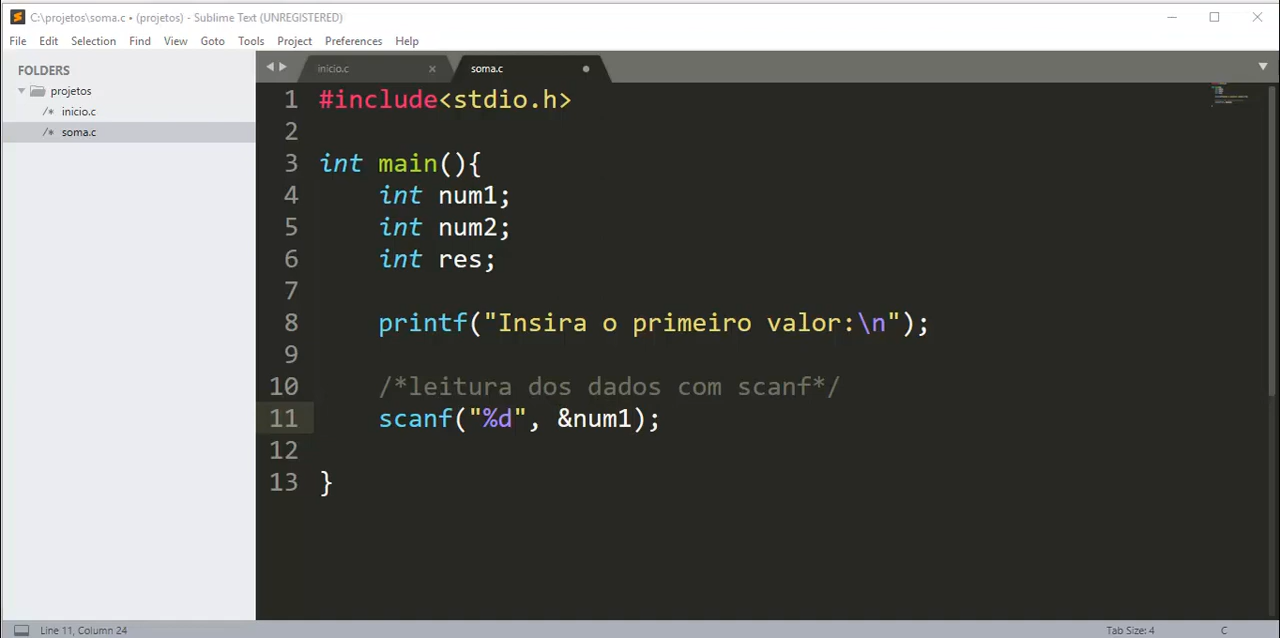 C:\projetos\soma.c • (projetos) - Sublime Text (UNREGISTERED)
File Edit Selection Find View Goto Tools Project Preferences Help
FOLDERS
projetos
/* inicio.c
/* soma.c
inicio.c × soma.c
1 #include<stdio.h>
2
3 int main(){
4 int num1;
5 int num2;
6 int res;
7
8 printf("Insira o primeiro valor:\n");
9
10 /*leitura dos dados com scanf*/
11 scanf("%d", &num1);
12
13 }
Line 11, Column 24 Tab Size: 4 C